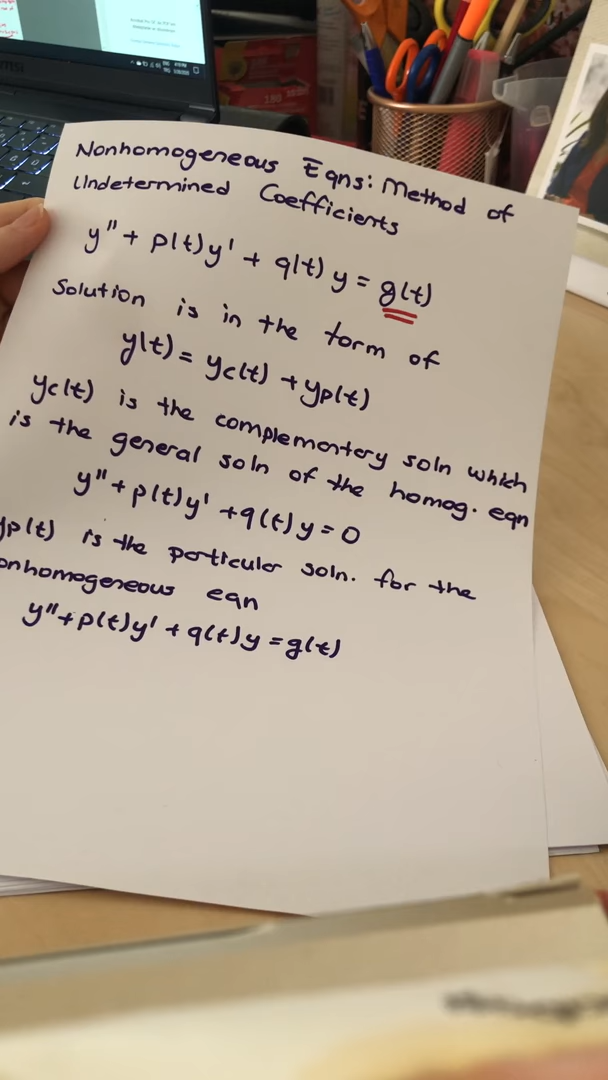 Nonhomogeneous Eqns: Method of
Undetermined Coefficients
y" + p(t)y' + q(t) y = g(t)
Solution is in the form of
y(t) = yc(t) + yp(t)
yc(t) is the complementary soln which
is the general soln of the homog. eqn
y" + p(t)y' + q(t)y = 0
yp(t) is the particular soln. for the
onhomogeneous eqn
y" + p(t)y' + q(t)y = g(t)